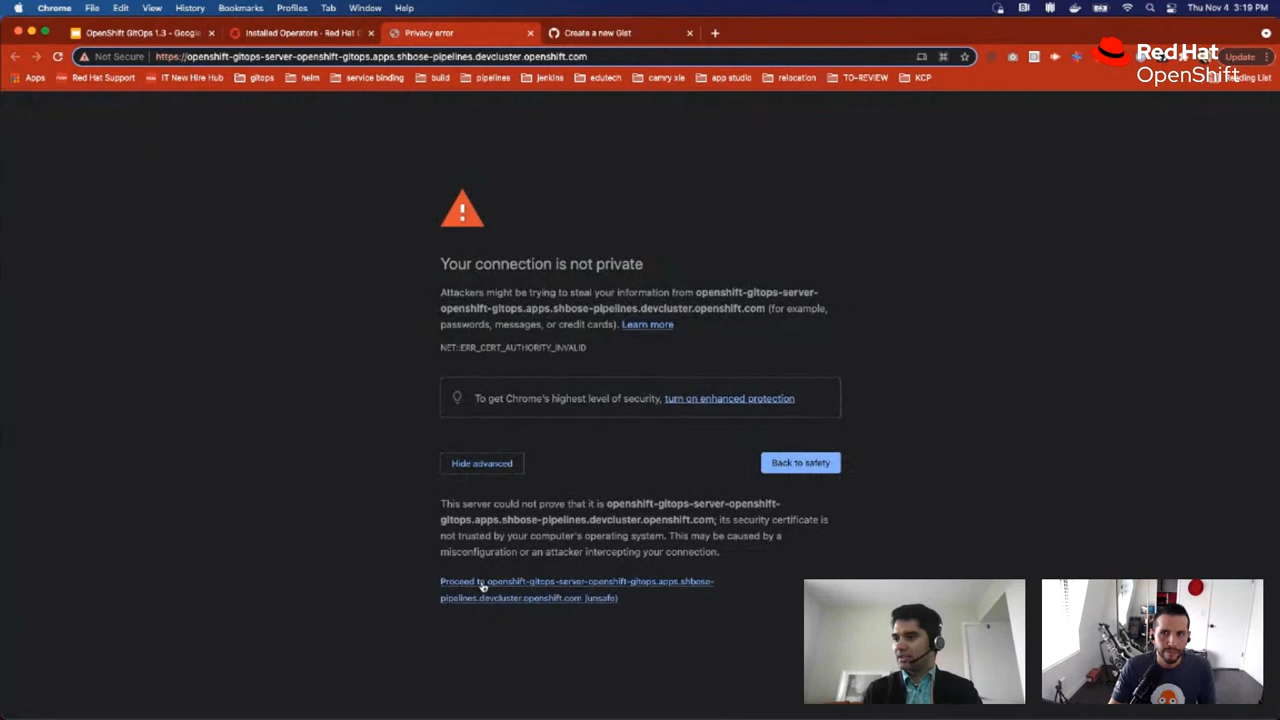 Chrome File Edit View History Bookmarks Profiles Tab Window Help Thu Nov 4 3:19 PM
OpenShift GitOps 1.3 - Google Installed Operators · Red Hat Privacy error Create a new Gist
Not Secure https://openshift-gitops-server-openshift-gitops.apps.shbose-pipelines.devcluster.openshift.com Update
Apps Red Hat Support IT New Hire Hub gitops helm service binding build pipelines jenkins edutech camry xle app studio relocation TO-REVIEW KCP Reading List
Red Hat
OpenShift
Your connection is not private
Attackers might be trying to steal your information from openshift-gitops-server-
openshift-gitops.apps.shbose-pipelines.devcluster.openshift.com (for example,
passwords, messages, or credit cards). Learn more
NET::ERR_CERT_AUTHORITY_INVALID
To get Chrome's highest level of security, turn on enhanced protection
Hide advanced Back to safety
This server could not prove that it is openshift-gitops-server-openshift-
gitops.apps.shbose-pipelines.devcluster.openshift.com; its security certificate is
not trusted by your computer's operating system. This may be caused by a
misconfiguration or an attacker intercepting your connection.
Proceed to openshift-gitops-server-openshift-gitops.apps.shbose-
pipelines.devcluster.openshift.com (unsafe)